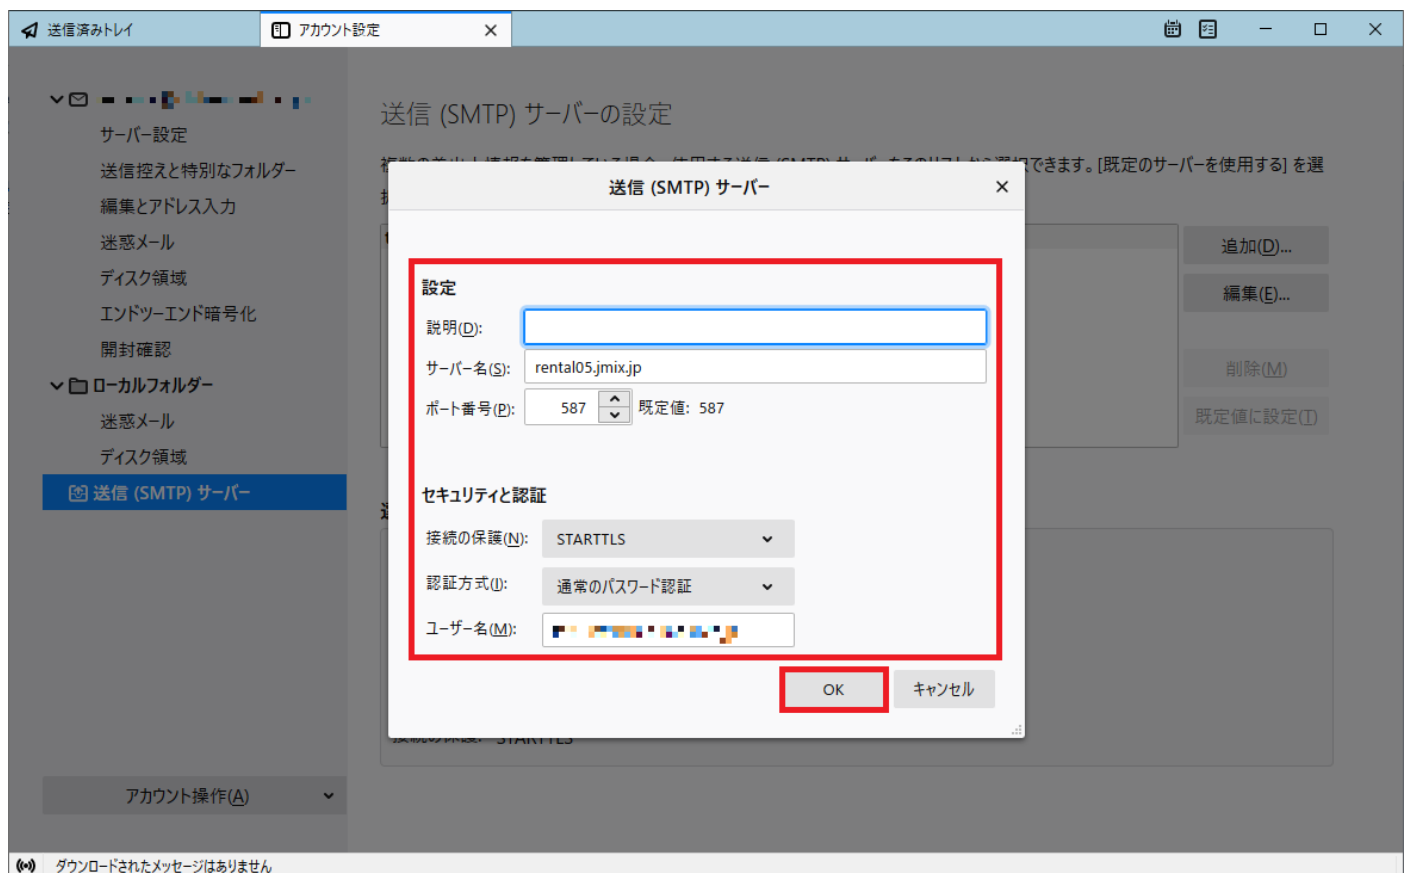 送信済みトレイ
アカウント設定
サーバー設定
送信控えと特別なフォルダー
編集とアドレス入力
迷惑メール
ディスク領域
エンドツーエンド暗号化
開封確認
ローカルフォルダー
迷惑メール
ディスク領域
送信 (SMTP) サーバー
アカウント操作(A)
送信 (SMTP) サーバーの設定
できます。[既定のサーバーを使用する] を選
追加(D)...
編集(E)...
削除(M)
既定値に設定(T)
送信 (SMTP) サーバー
設定
説明(D):
サーバー名(S): rental05.jmix.jp
ポート番号(P): 587 既定値: 587
セキュリティと認証
接続の保護(N): STARTTLS
認証方式(I): 通常のパスワード認証
ユーザー名(M):
OK キャンセル
接続の保護: STARTTLS
ダウンロードされたメッセージはありません